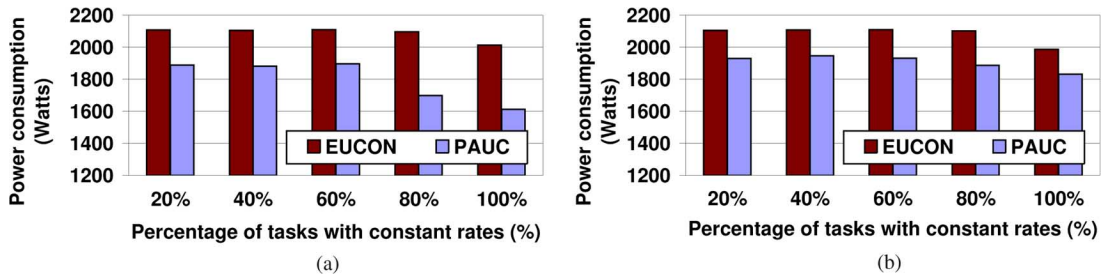 Power consumption
(Watts)
2200
2000
1800
1600
1400
1200
EUCON
PAUC
20%
40%
60%
80%
100%
Percentage of tasks with constant rates (%)
(a)
Power consumption
(Watts)
2200
2000
1800
1600
1400
1200
EUCON
PAUC
20%
40%
60%
80%
100%
Percentage of tasks with constant rates (%)
(b)